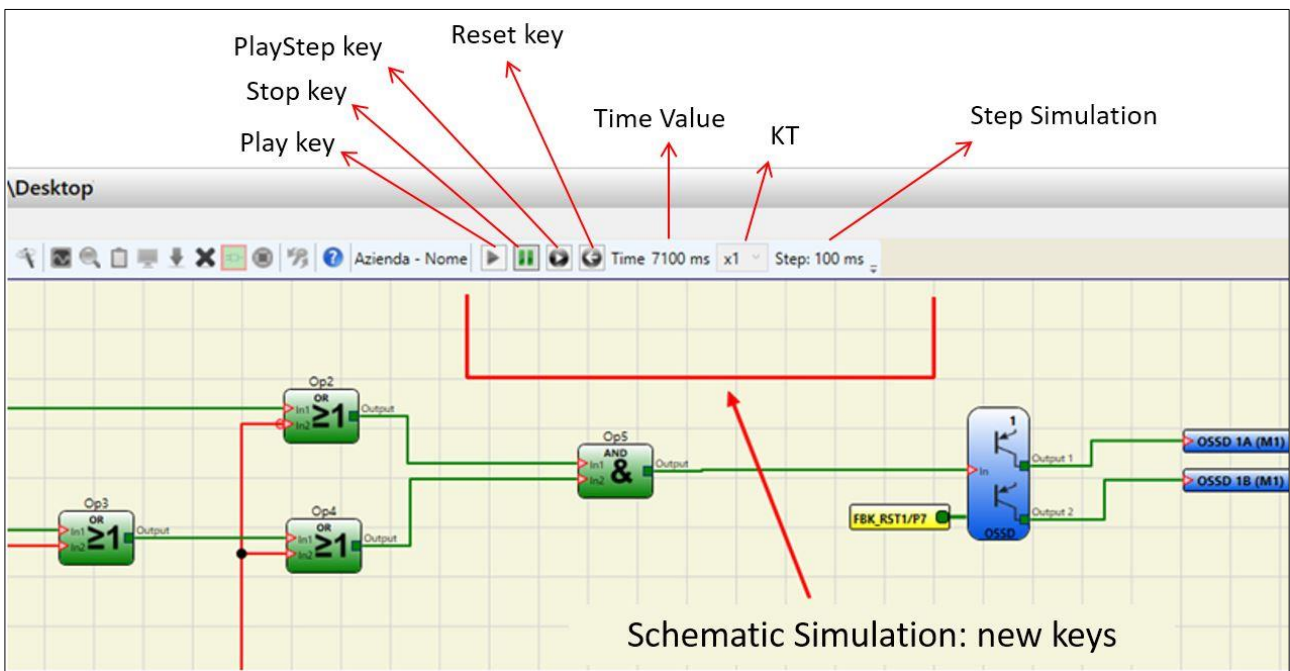 PlayStep key
Reset key
Stop key
Play key
Time Value
KT
Step Simulation
\Desktop
Azienda - Nome
Time 7100 ms
x1
Step: 100 ms
Op2
OR
In1
In2
≥1
Output
Op3
OR
In1
In2
≥1
Output
Op4
OR
In1
In2
≥1
Output
Op5
AND
In1
In2
&
Output
1
In
Output 1
Output 2
OSSD
FBK_RST1/P7
OSSD 1A (M1)
OSSD 1B (M1)
Schematic Simulation: new keys